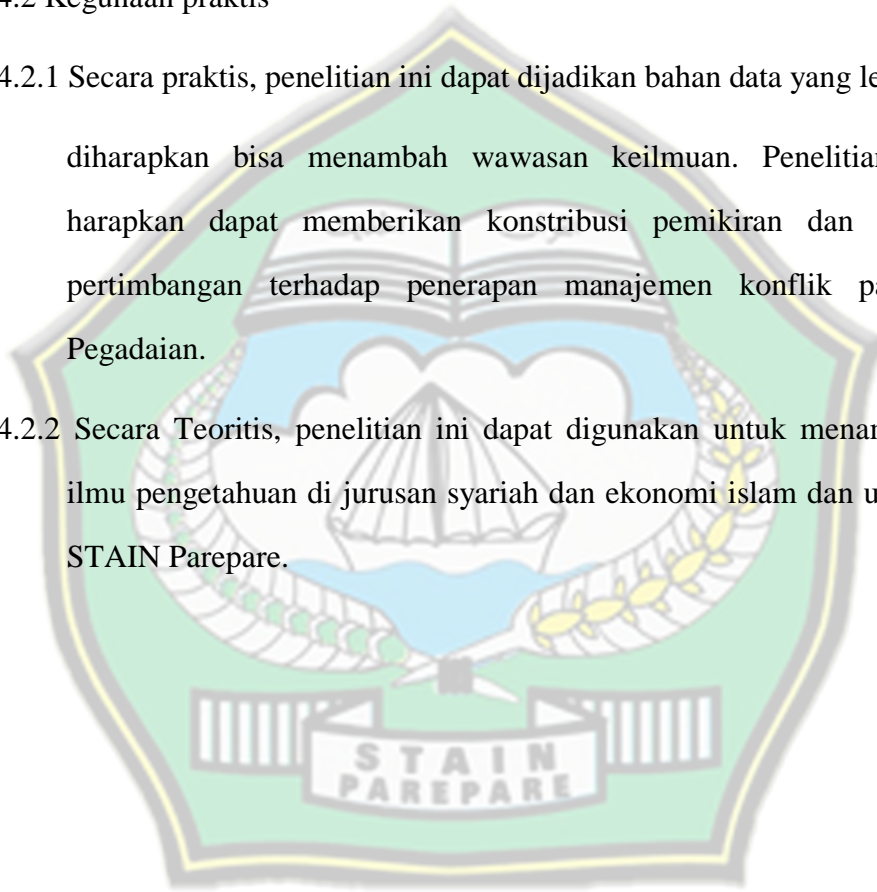 4.2 Kegunaan praktis
4.2.1 Secara praktis, penelitian ini dapat dijadikan bahan data yang le
diharapkan bisa menambah wawasan keilmuan. Penelitian
harapkan dapat memberikan konstribusi pemikiran dan
pertimbangan terhadap penerapan manajemen konflik pa
Pegadaian.
4.2.2 Secara Teoritis, penelitian ini dapat digunakan untuk menam
ilmu pengetahuan di jurusan syariah dan ekonomi islam dan u
STAIN Parepare.
STAIN
PAREPARE